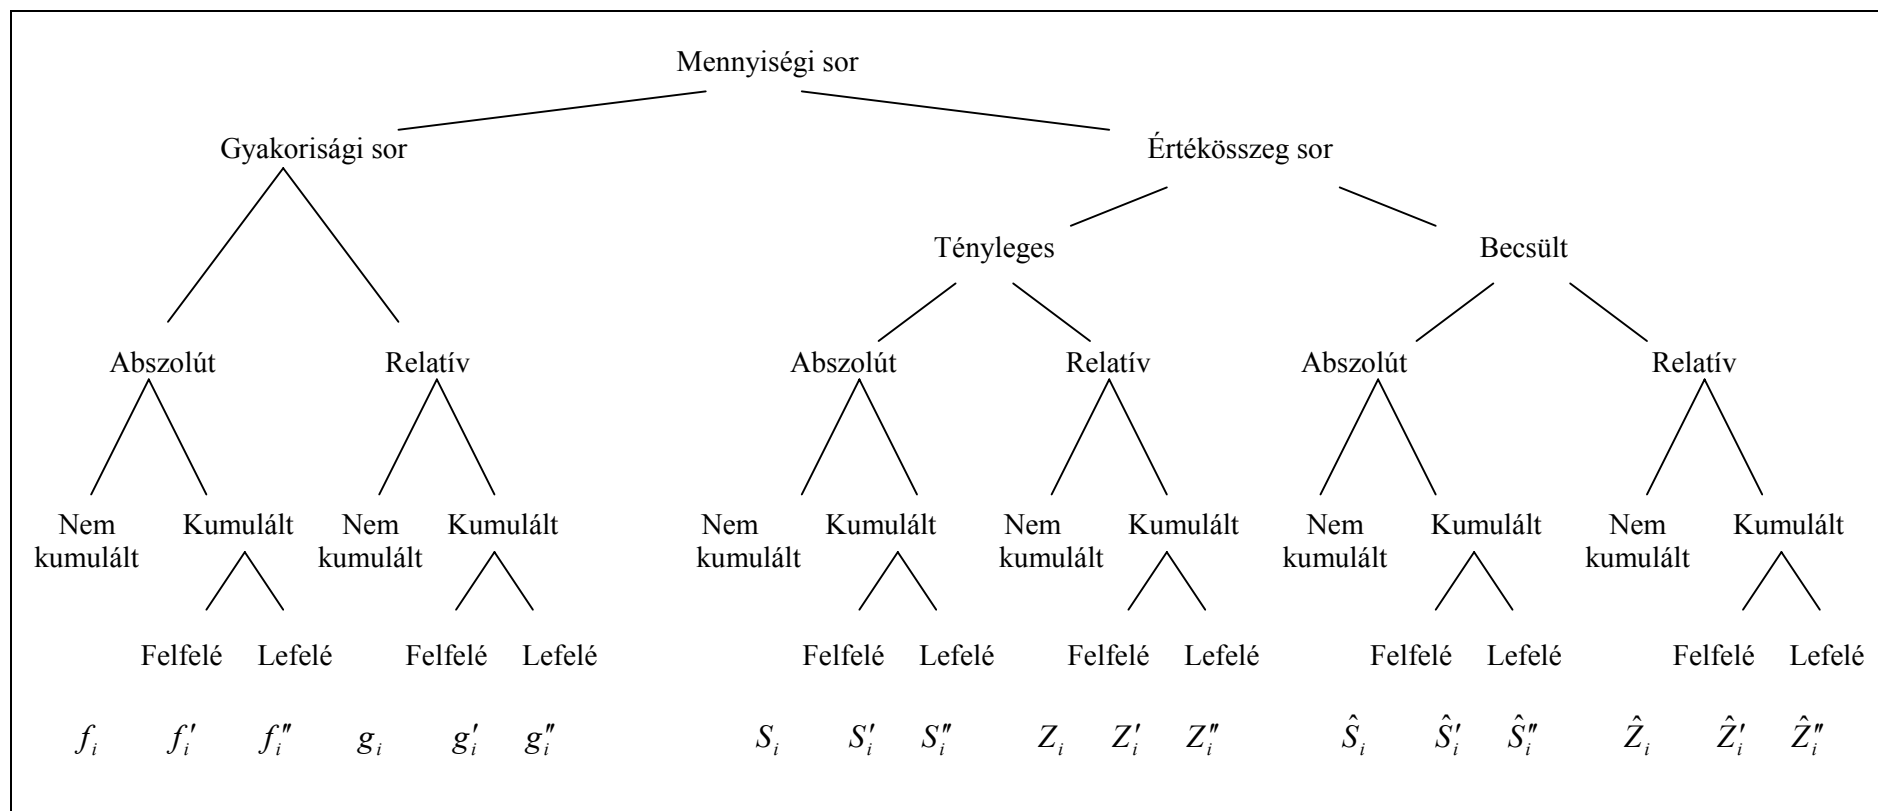 Mennyiségi sor
Gyakorisági sor Értékösszeg sor
Tényleges Becsült
Abszolút Relatív Abszolút Relatív Abszolút Relatív
Nem Kumulált Nem Kumulált Nem Kumulált Nem Kumulált Nem Kumulált Nem Kumulált
kumulált kumulált kumulált kumulált kumulált kumulált
Felfelé Lefelé Felfelé Lefelé Felfelé Lefelé Felfelé Lefelé Felfelé Lefelé Felfelé Lefelé
fᵢ fᵢ′ fᵢ″ gᵢ gᵢ′ gᵢ″ Sᵢ Sᵢ′ Sᵢ″ Zᵢ Zᵢ′ Zᵢ″ Ŝᵢ Ŝᵢ′ Ŝᵢ″ Ẑᵢ Ẑᵢ′ Ẑᵢ″